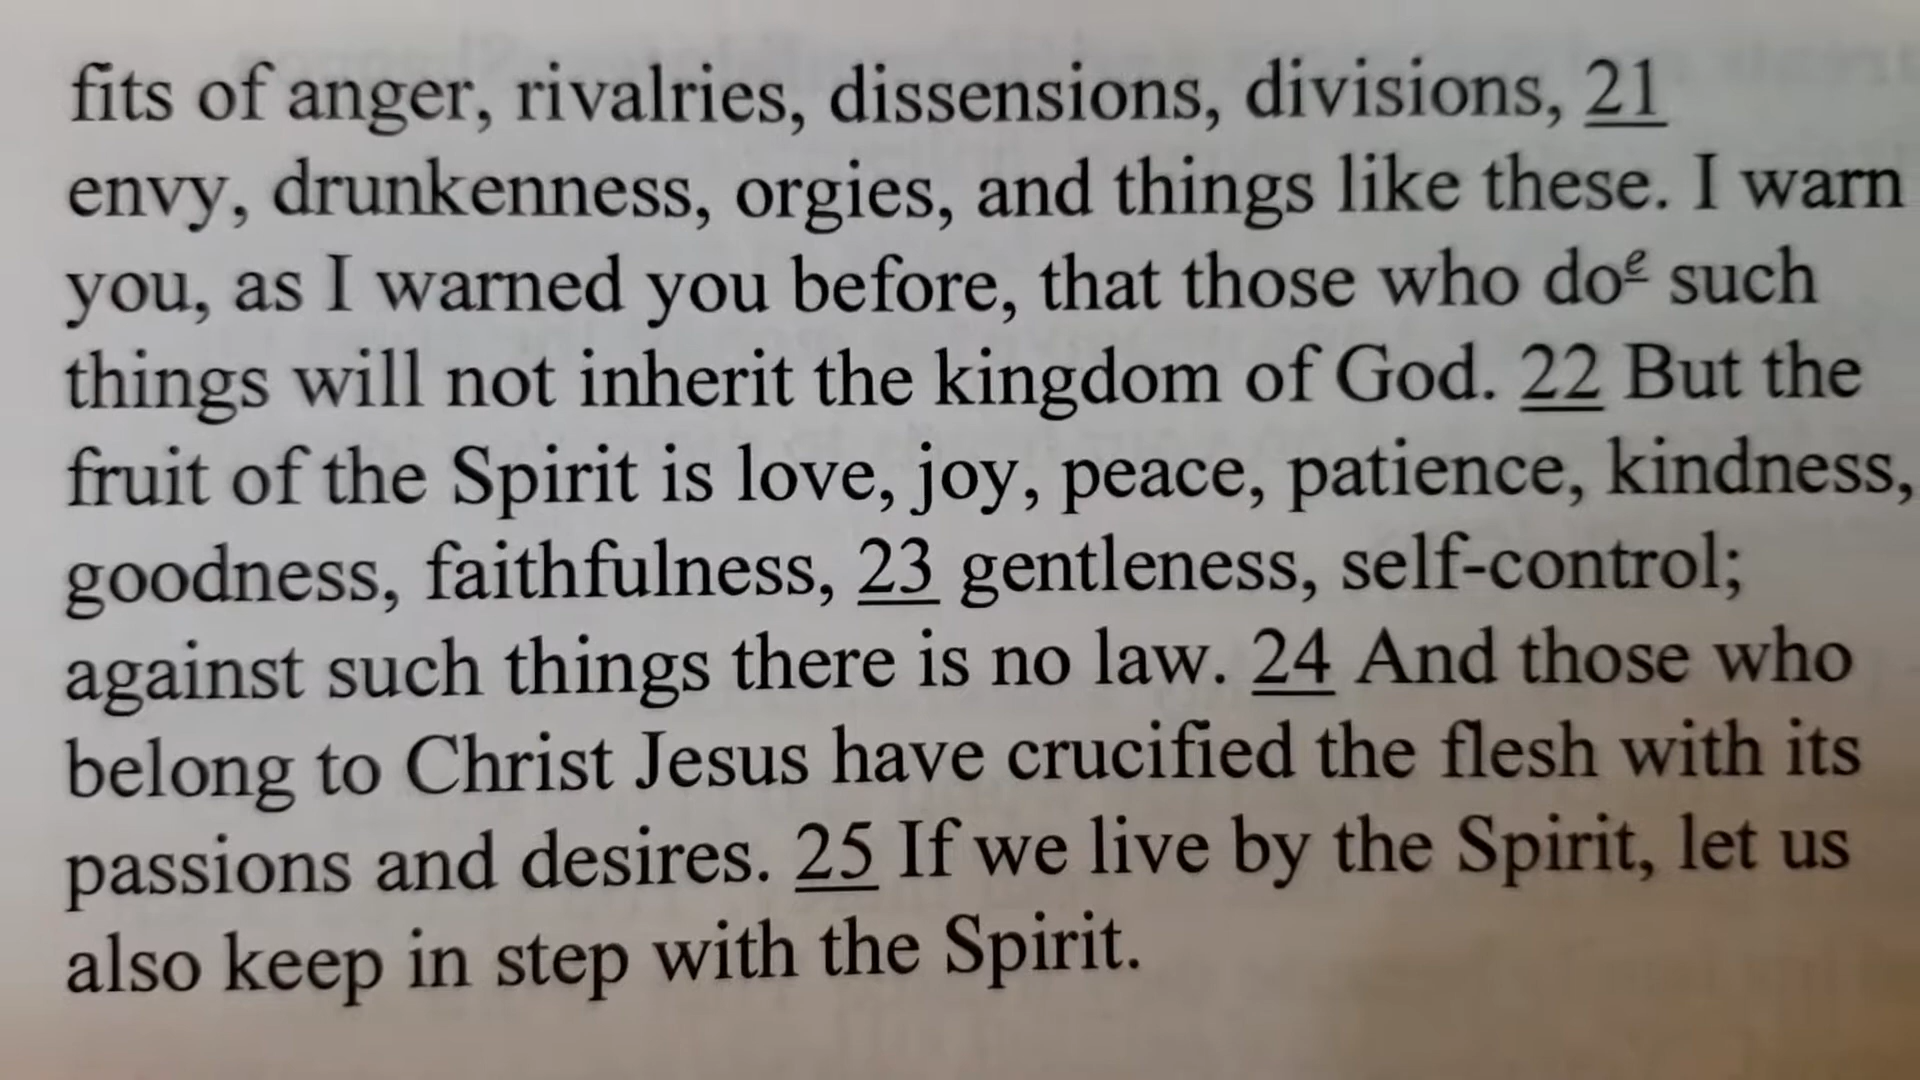 fits of anger, rivalries, dissensions, divisions, 21
envy, drunkenness, orgies, and things like these. I warn
you, as I warned you before, that those who doe such
things will not inherit the kingdom of God. 22 But the
fruit of the Spirit is love, joy, peace, patience, kindness,
goodness, faithfulness, 23 gentleness, self-control;
against such things there is no law. 24 And those who
belong to Christ Jesus have crucified the flesh with its
passions and desires. 25 If we live by the Spirit, let us
also keep in step with the Spirit.